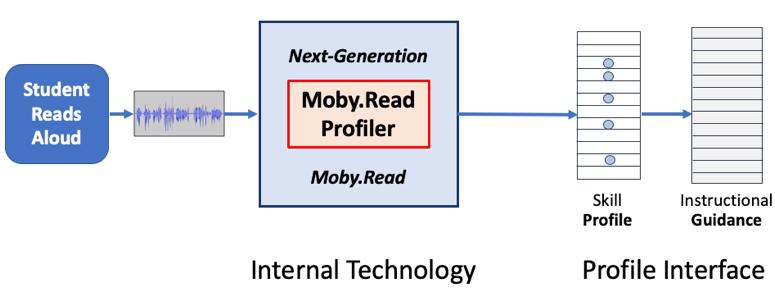 Student
Reads
Aloud
Next-Generation
Moby.Read
Profiler
Moby.Read
Skill
Profile
Instructional
Guidance
Internal Technology
Profile Interface